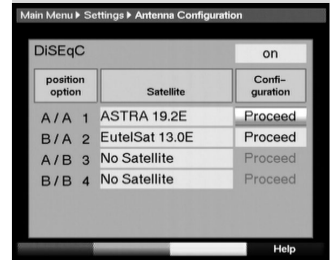 Main Menu ▸ Settings ▸ Antenna Configuration
DiSEqC on
position option Satellite Confi-guration
A / A 1 ASTRA 19.2E Proceed
B / A 2 EutelSat 13.0E Proceed
A / B 3 No Satellite Proceed
B / B 4 No Satellite Proceed
Help